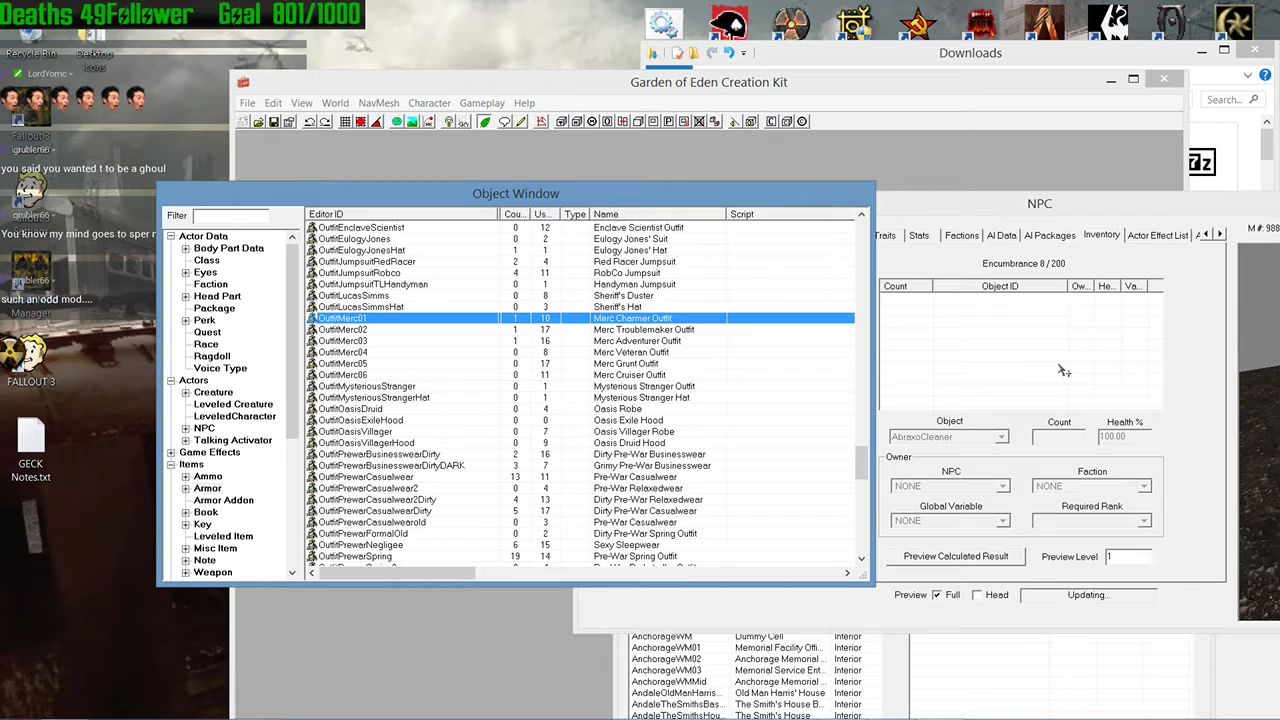 Deaths 49Follower Goal 801/1000
Recycle Bin
Desktop Icons
LordYorric
Fallout 3
grubler66
you said you wanted t to be a ghoul
grubler66
You know my mind goes to sper
grubler66
such an odd mod....
Manager
FALLOUT 3
GECK Notes.txt
Downloads
Search...
7z
Garden of Eden Creation Kit
File Edit View World NavMesh Character Gameplay Help
Object Window
Filter
Actor Data
Body Part Data
Class
Eyes
Faction
Head Part
Package
Perk
Quest
Race
Ragdoll
Voice Type
Actors
Creature
Leveled Creature
LeveledCharacter
NPC
Talking Activator
Game Effects
Items
Ammo
Armor
Armor Addon
Book
Key
Leveled Item
Misc Item
Note
Weapon
Editor ID Cou... Us... Type Name Script
OutfitEnclaveScientist 0 12 Enclave Scientist Outfit
OutfitEulogyJones 0 2 Eulogy Jones' Suit
OutfitEulogyJonesHat 1 1 Eulogy Jones' Hat
OutfitJumpsuitRedRacer 2 4 Red Racer Jumpsuit
OutfitJumpsuitRobco 4 11 RobCo Jumpsuit
OutfitJumpsuitTLHandyman 0 1 Handyman Jumpsuit
OutfitLucasSimms 0 8 Sheriff's Duster
OutfitLucasSimmsHat 0 3 Sheriff's Hat
OutfitMerc01 1 10 Merc Charmer Outfit
OutfitMerc02 1 17 Merc Troublemaker Outfit
OutfitMerc03 1 16 Merc Adventurer Outfit
OutfitMerc04 0 8 Merc Veteran Outfit
OutfitMerc05 0 17 Merc Grunt Outfit
OutfitMerc06 0 11 Merc Cruiser Outfit
OutfitMysteriousStranger 0 1 Mysterious Stranger Outfit
OutfitMysteriousStrangerHat 0 1 Mysterious Stranger Hat
OutfitOasisDruid 0 4 Oasis Robe
OutfitOasisExileHood 0 0 Oasis Exile Hood
OutfitOasisVillager 0 7 Oasis Villager Robe
OutfitOasisVillagerHood 0 9 Oasis Druid Hood
OutfitPrewarBusinesswearDirty 2 16 Dirty Pre-War Businesswear
OutfitPrewarBusinesswearDirtyDARK 3 7 Grimy Pre-War Businesswear
OutfitPrewarCasualwear 13 11 Pre-War Casualwear
OutfitPrewarCasualwear2 0 4 Pre-War Relaxedwear
OutfitPrewarCasualwear2Dirty 4 13 Dirty Pre-War Relaxedwear
OutfitPrewarCasualwearDirty 5 17 Dirty Pre-War Casualwear
OutfitPrewarCasualwearold 0 3 Pre-War Casualwear
OutfitPrewarFormalOld 0 2 Dirty Pre-War Formalwear
OutfitPrewarNegligee 6 15 Sexy Sleepwear
OutfitPrewarSpring 19 14 Pre-War Spring Outfit
NPC
M #: 988
Traits Stats Factions AI Data AI Packages Inventory Actor Effect List
Encumbrance 8 / 200
Count Object ID Ow... He... Va...
Object Count Health %
AbraxoCleaner 100.00
Owner
NPC Faction
NONE NONE
Global Variable Required Rank
NONE
Preview Calculated Result Preview Level 1
Preview Full Head Updating...
AnchorageWM Dummy Cell Interior
AnchorageWM01 Memorial Facility Offi... Interior
AnchorageWM02 Anchorage Memorial ... Interior
AnchorageWM03 Memorial Service Ent... Interior
AnchorageWMMid Anchorage Memorial ... Interior
AndaleOldManHarris... Old Man Harris' House Interior
AndaleTheSmithsBas... The Smith's House B... Interior
AndaleTheSmithsHou... The Smith's House Interior